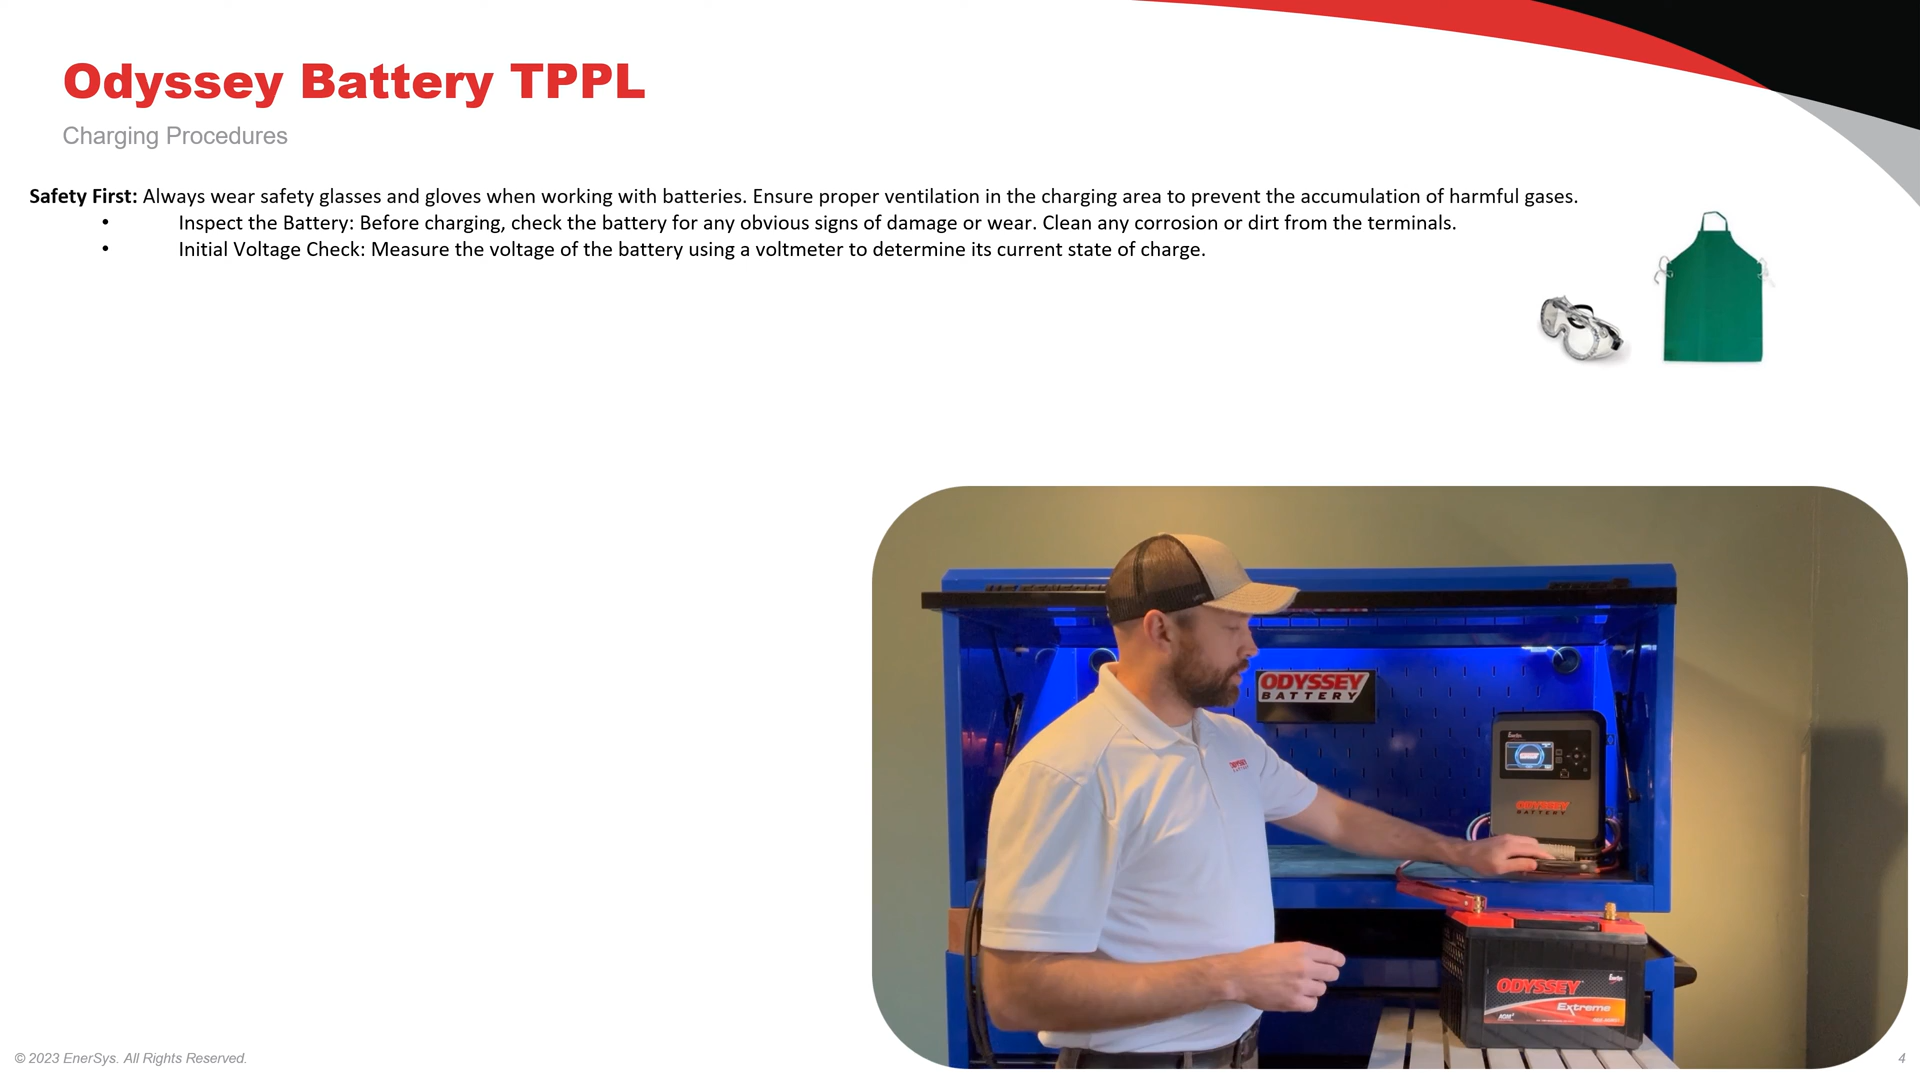 Odyssey Battery TPPL
Charging Procedures
Safety First: Always wear safety glasses and gloves when working with batteries. Ensure proper ventilation in the charging area to prevent the accumulation of harmful gases.
• Inspect the Battery: Before charging, check the battery for any obvious signs of damage or wear. Clean any corrosion or dirt from the terminals.
• Initial Voltage Check: Measure the voltage of the battery using a voltmeter to determine its current state of charge.
ODYSSEY
BATTERY
ODYSSEY
BATTERY
ODYSSEY
BATTERY
EnerSys
ODYSSEY
Extreme
© 2023 EnerSys. All Rights Reserved.
4